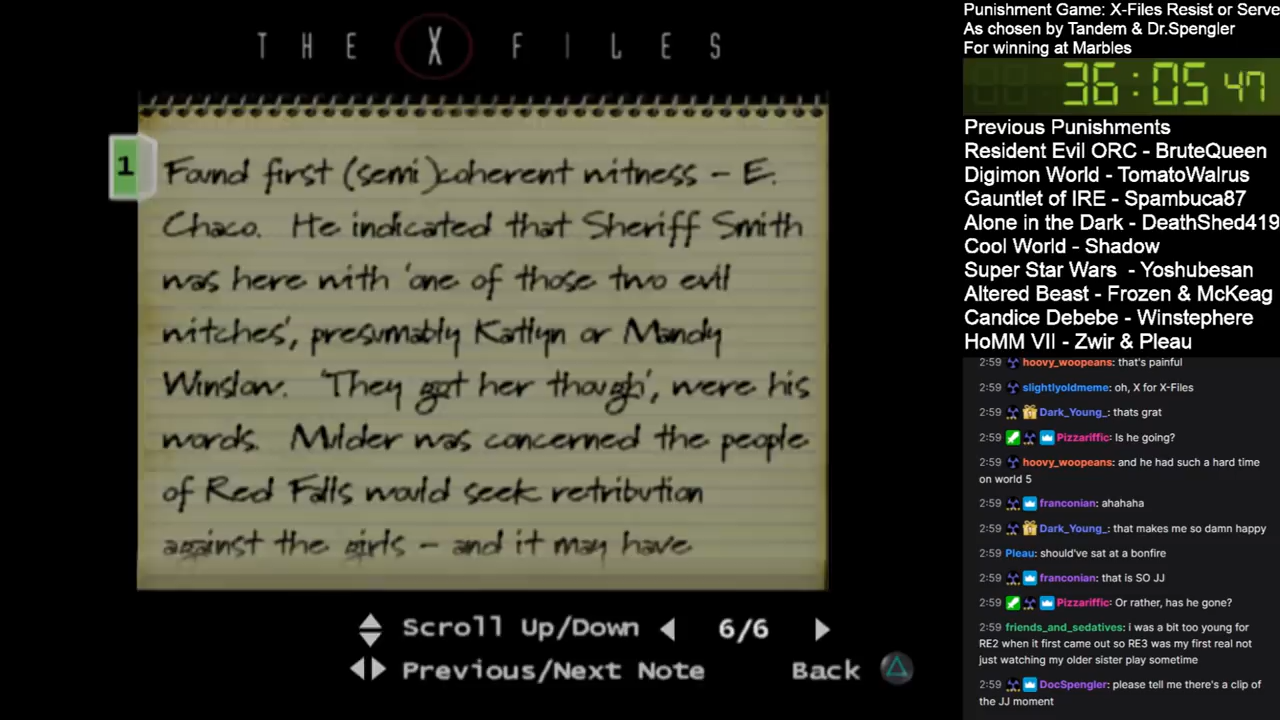 THE X FILES
1
Found first (semi)coherent witness – E.
Chaco. He indicated that Sheriff Smith
was here with 'one of those two evil
witches', presumably Katlyn or Mandy
Winslow. 'They got her though', were his
words. Mulder was concerned the people
of Red Falls would seek retribution
against the girls – and it may have
Scroll Up/Down
6/6
Previous/Next Note
Back
Punishment Game: X-Files Resist or Serve
As chosen by Tandem & Dr.Spengler
For winning at Marbles
36:05 47
Previous Punishments
Resident Evil ORC - BruteQueen
Digimon World - TomatoWalrus
Gauntlet of IRE - Spambuca87
Alone in the Dark - DeathShed419
Cool World - Shadow
Super Star Wars - Yoshubesan
Altered Beast - Frozen & McKeag
Candice Debebe - Winstephere
HoMM VII - Zwir & Pleau
2:59 hoovy_woopeans: that's painful
2:59 slightlyoldmeme: oh, X for X-Files
2:59 Dark_Young_: thats grat
2:59 Pizzariffic: Is he going?
2:59 hoovy_woopeans: and he had such a hard time
on world 5
2:59 franconian: ahahaha
2:59 Dark_Young_: that makes me so damn happy
2:59 Pleau: should've sat at a bonfire
2:59 franconian: that is SO JJ
2:59 Pizzariffic: Or rather, has he gone?
2:59 friends_and_sedatives: i was a bit too young for
RE2 when it first came out so RE3 was my first real not
just watching my older sister play sometime
2:59 DocSpengler: please tell me there's a clip of
the JJ moment